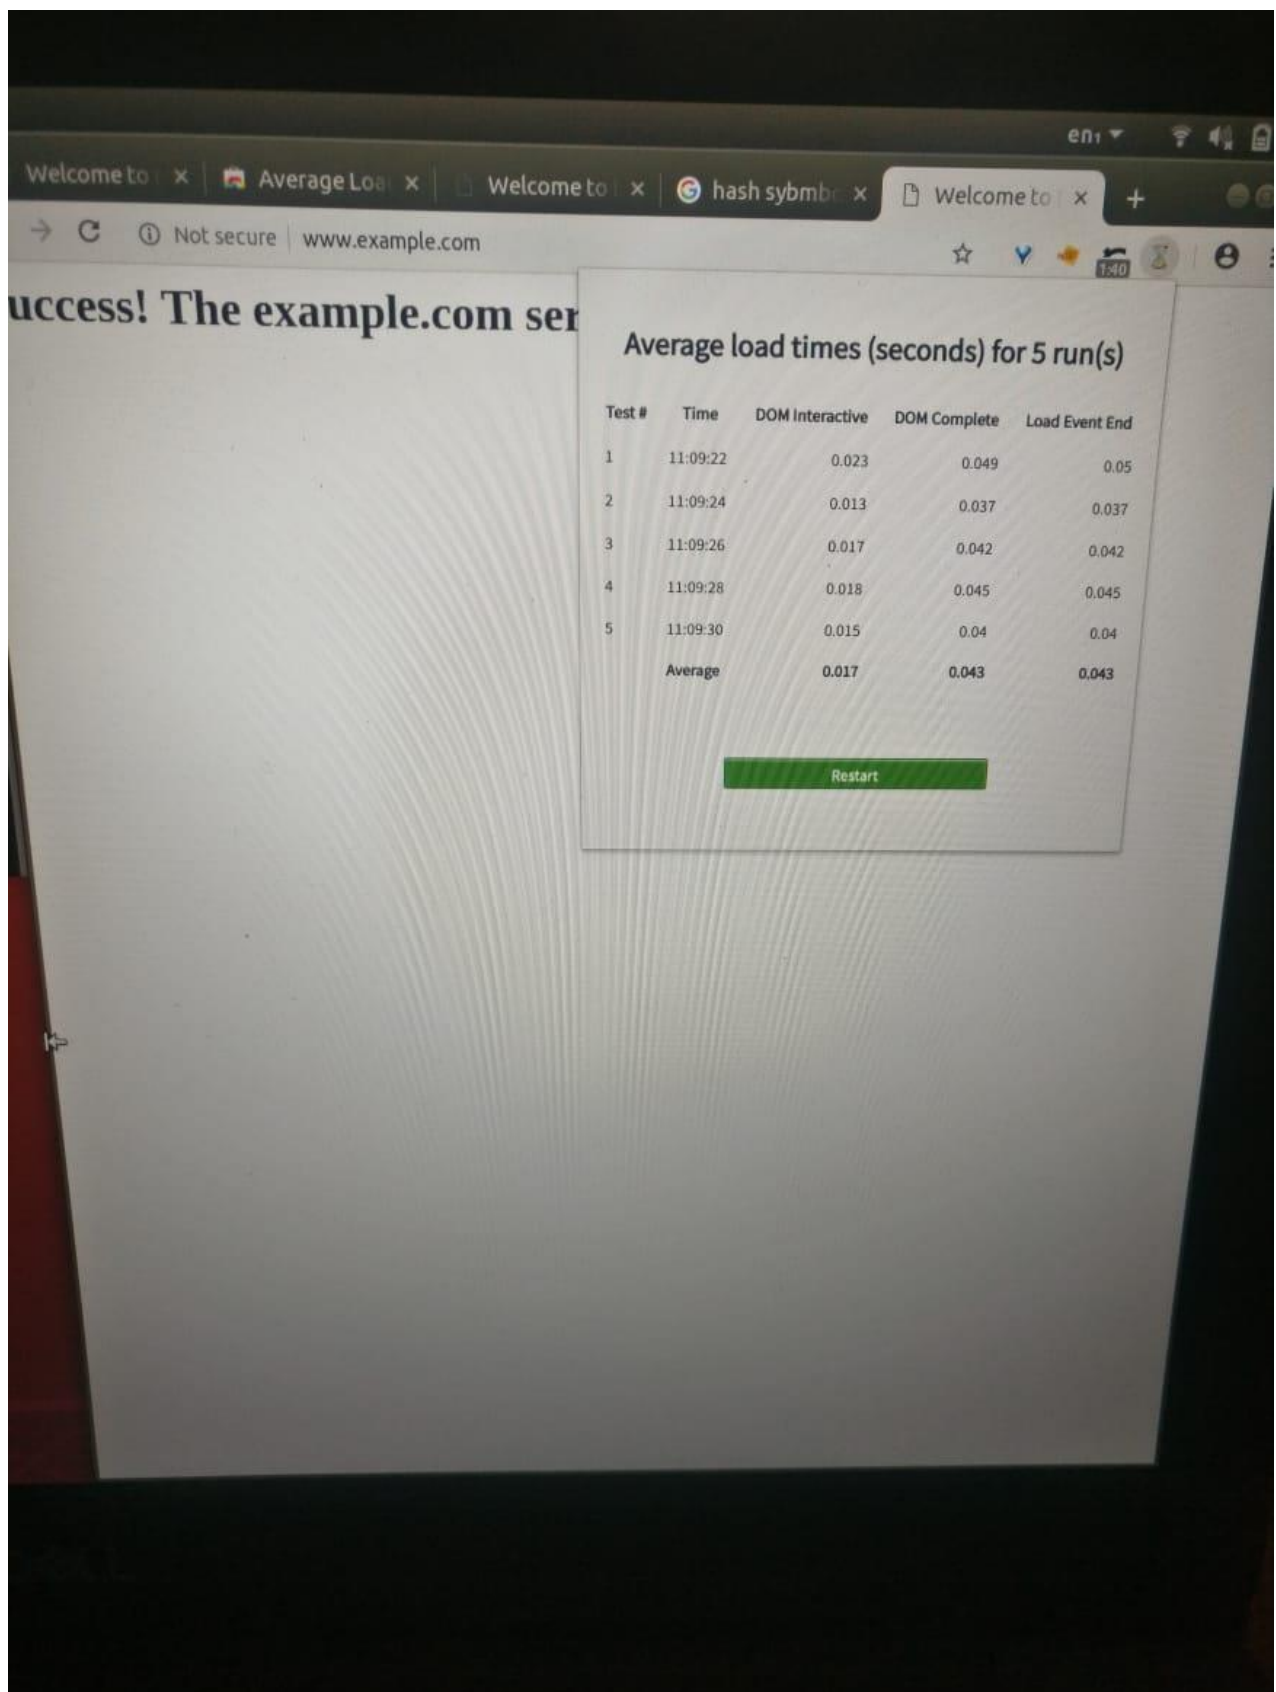 en₁
Welcome to
Average Loa
Welcome to
hash sybmb
Welcome to
Not secure www.example.com
1:40
uccess! The example.com ser
Average load times (seconds) for 5 run(s)
Test # Time DOM Interactive DOM Complete Load Event End
1 11:09:22 0.023 0.049 0.05
2 11:09:24 0.013 0.037 0.037
3 11:09:26 0.017 0.042 0.042
4 11:09:28 0.018 0.045 0.045
5 11:09:30 0.015 0.04 0.04
Average 0.017 0.043 0.043
Restart